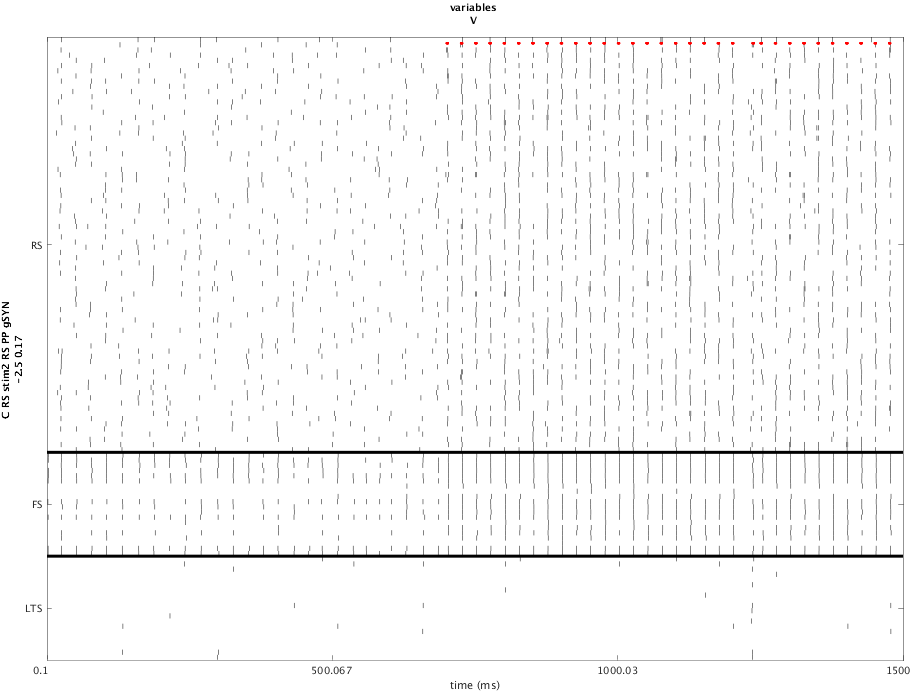 variables
V
RS
C RS stim2 RS PP gSYN
-2.5 0.17
FS
LTS
0.1
500.067
1000.03
1500
time (ms)